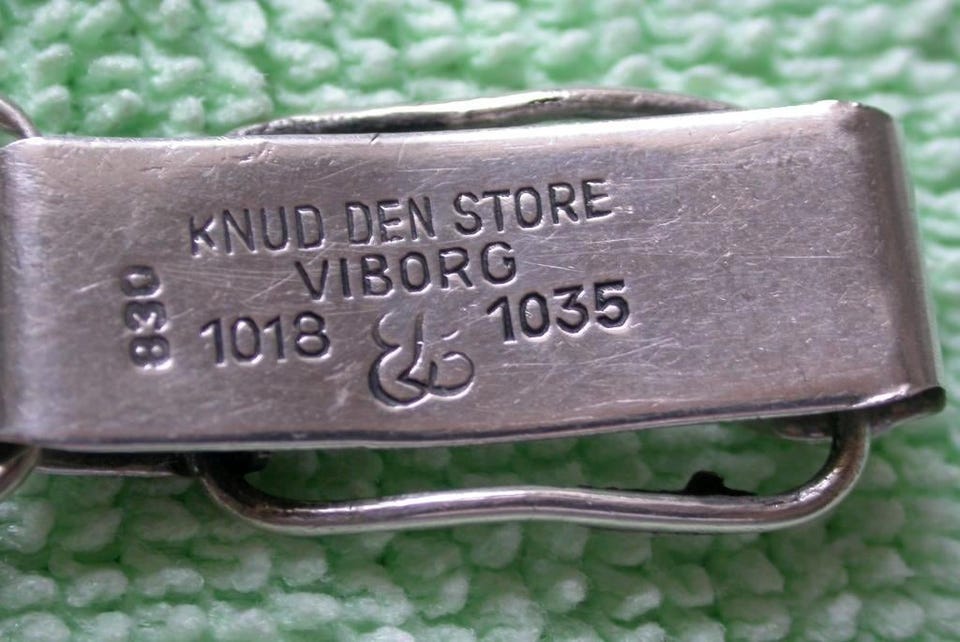 KNUD DEN STORE
VIBORG
1018 1035
830